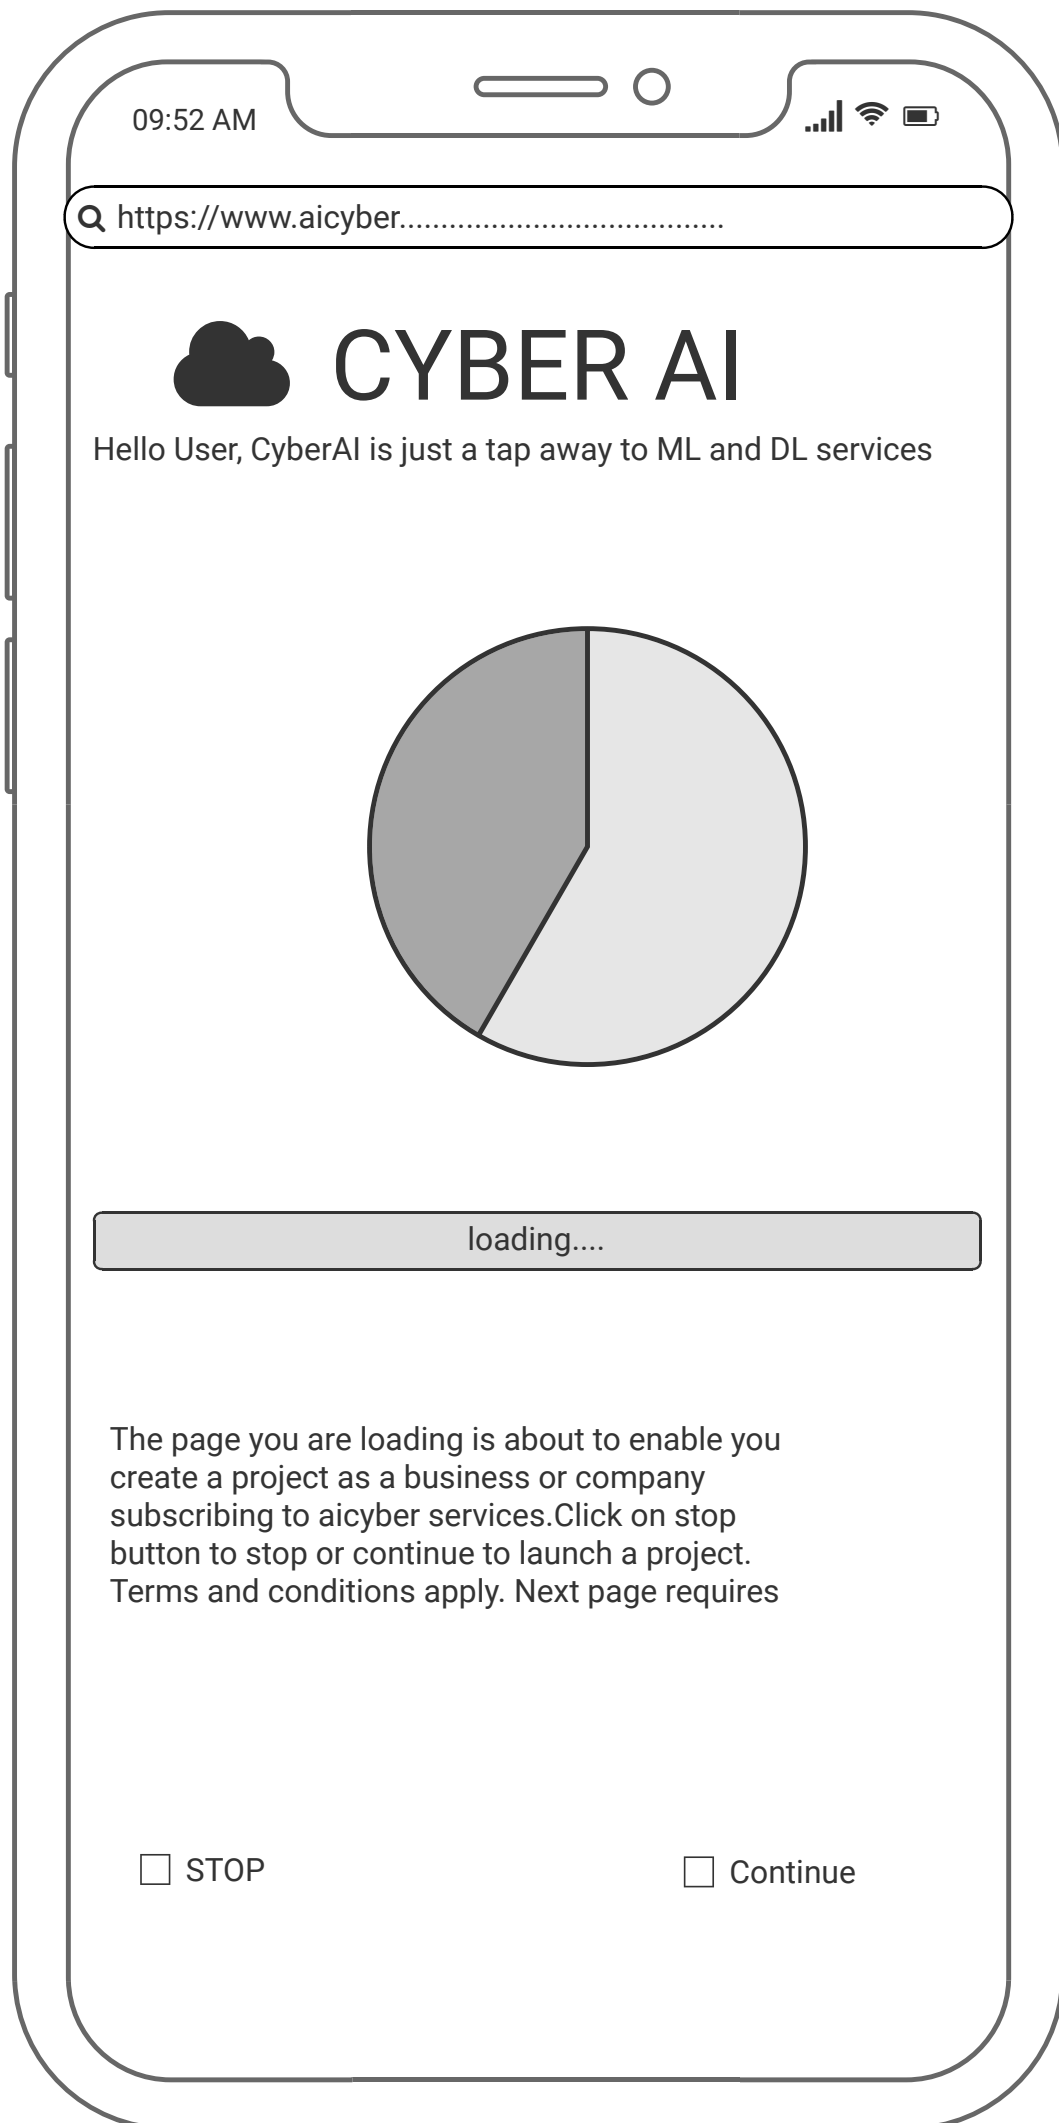 09:52 AM
https://www.aicyber.......................................
CYBER AI
Hello User, CyberAI is just a tap away to ML and DL services
loading....
The page you are loading is about to enable you
create a project as a business or company
subscribing to aicyber services.Click on stop
button to stop or continue to launch a project.
Terms and conditions apply. Next page requires
STOP
Continue